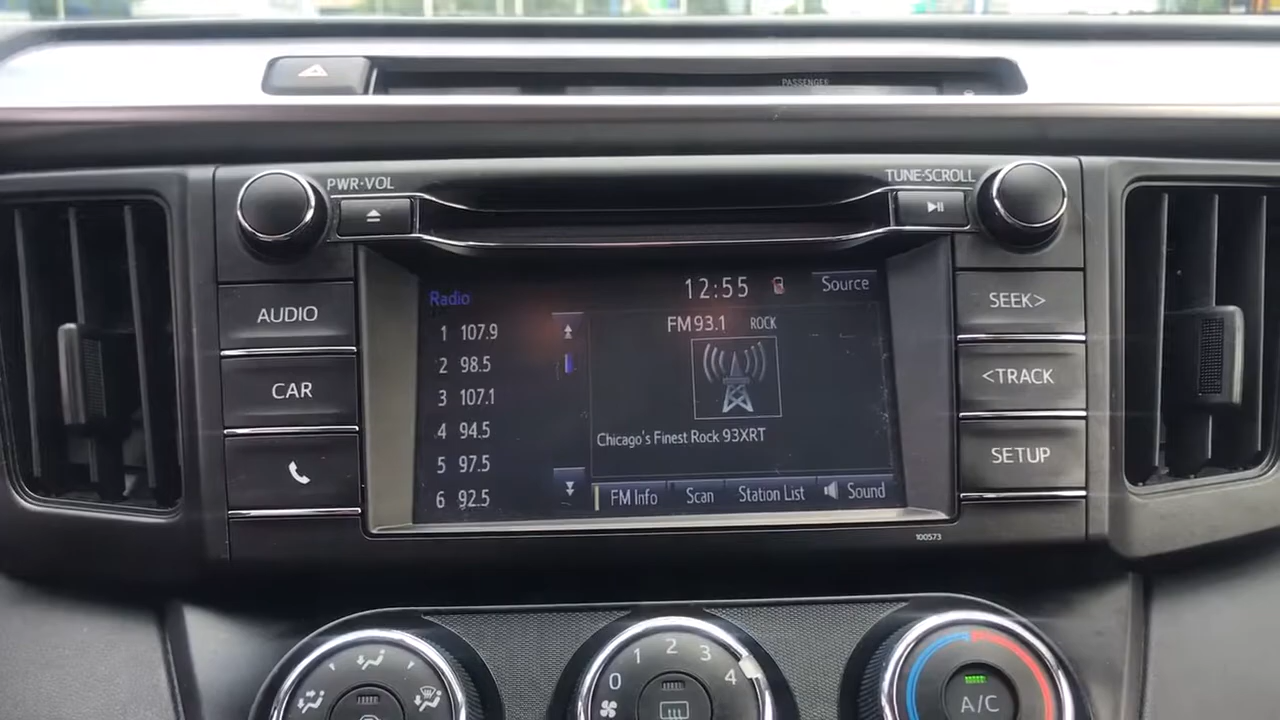 PASSENGER
PWR·VOL
TUNE·SCROLL
AUDIO
CAR
Radio
12:55
Source
1 107.9
2 98.5
3 107.1
4 94.5
5 97.5
6 92.5
FM 93.1 ROCK
Chicago's Finest Rock 93XRT
FM Info
Scan
Station List
Sound
SEEK>
<TRACK
SETUP
100573
0 1 2 3 4
A/C